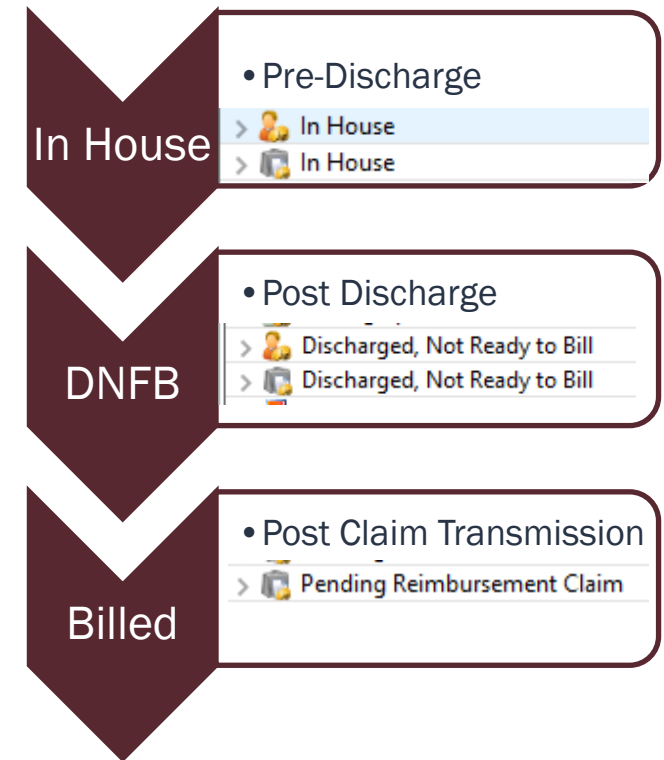 In House
• Pre-Discharge
In House
In House
DNFB
• Post Discharge
Discharged, Not Ready to Bill
Discharged, Not Ready to Bill
Billed
• Post Claim Transmission
Pending Reimbursement Claim